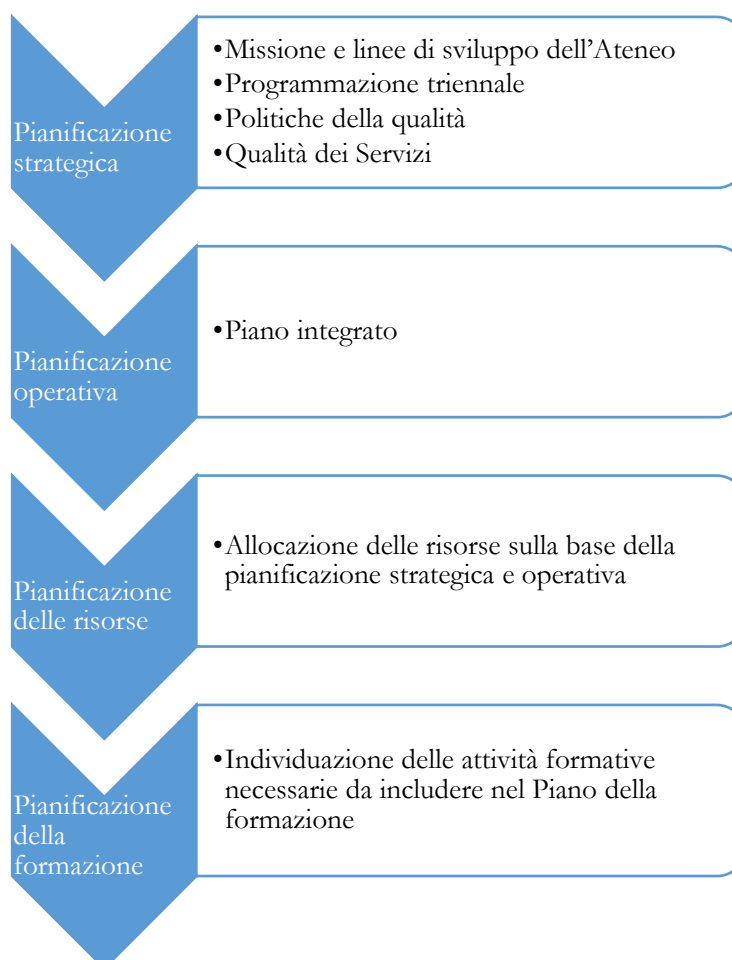 Pianificazione
strategica
•Missione e linee di sviluppo dell'Ateneo
•Programmazione triennale
•Politiche della qualità
•Qualità dei Servizi
Pianificazione
operativa
•Piano integrato
Pianificazione
delle risorse
•Allocazione delle risorse sulla base della
pianificazione strategica e operativa
Pianificazione
della
formazione
•Individuazione delle attività formative
necessarie da includere nel Piano della
formazione